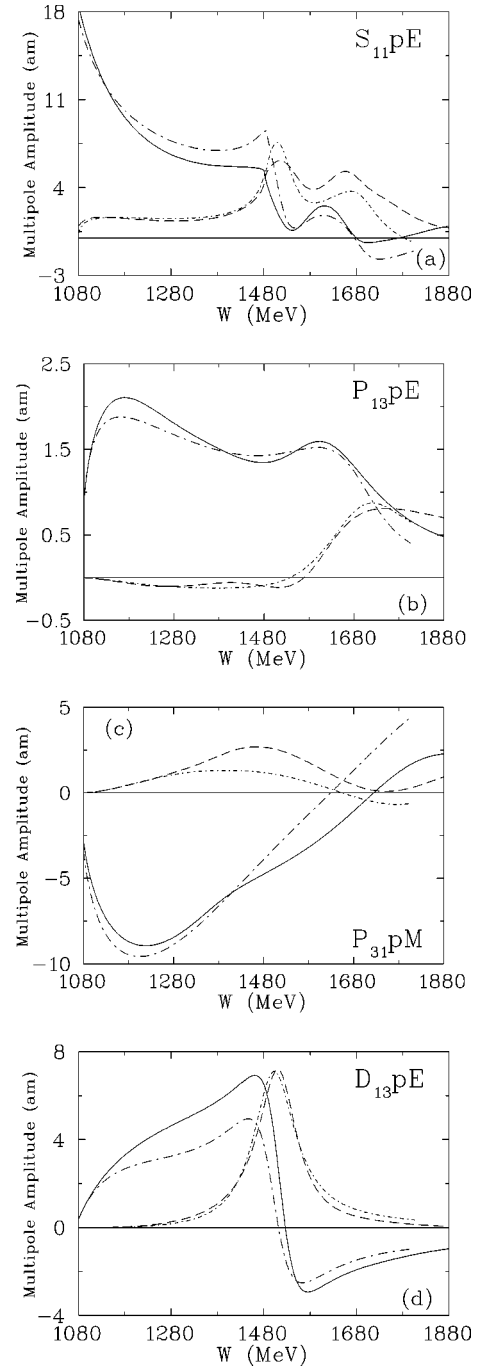 18
S₁₁pE
11
4
−3
(a)
1080 1280 1480 1680 1880
W (MeV)
Multipole Amplitude (am)
2.5
P₁₃pE
1.5
0.5
−0.5
(b)
1080 1280 1480 1680 1880
W (MeV)
Multipole Amplitude (am)
5
(c)
0
−5
P₃₁pM
−10
1080 1280 1480 1680 1880
W (MeV)
Multipole Amplitude (am)
8
D₁₃pE
4
0
−4
(d)
1080 1280 1480 1680 1880
W (MeV)
Multipole Amplitude (am)